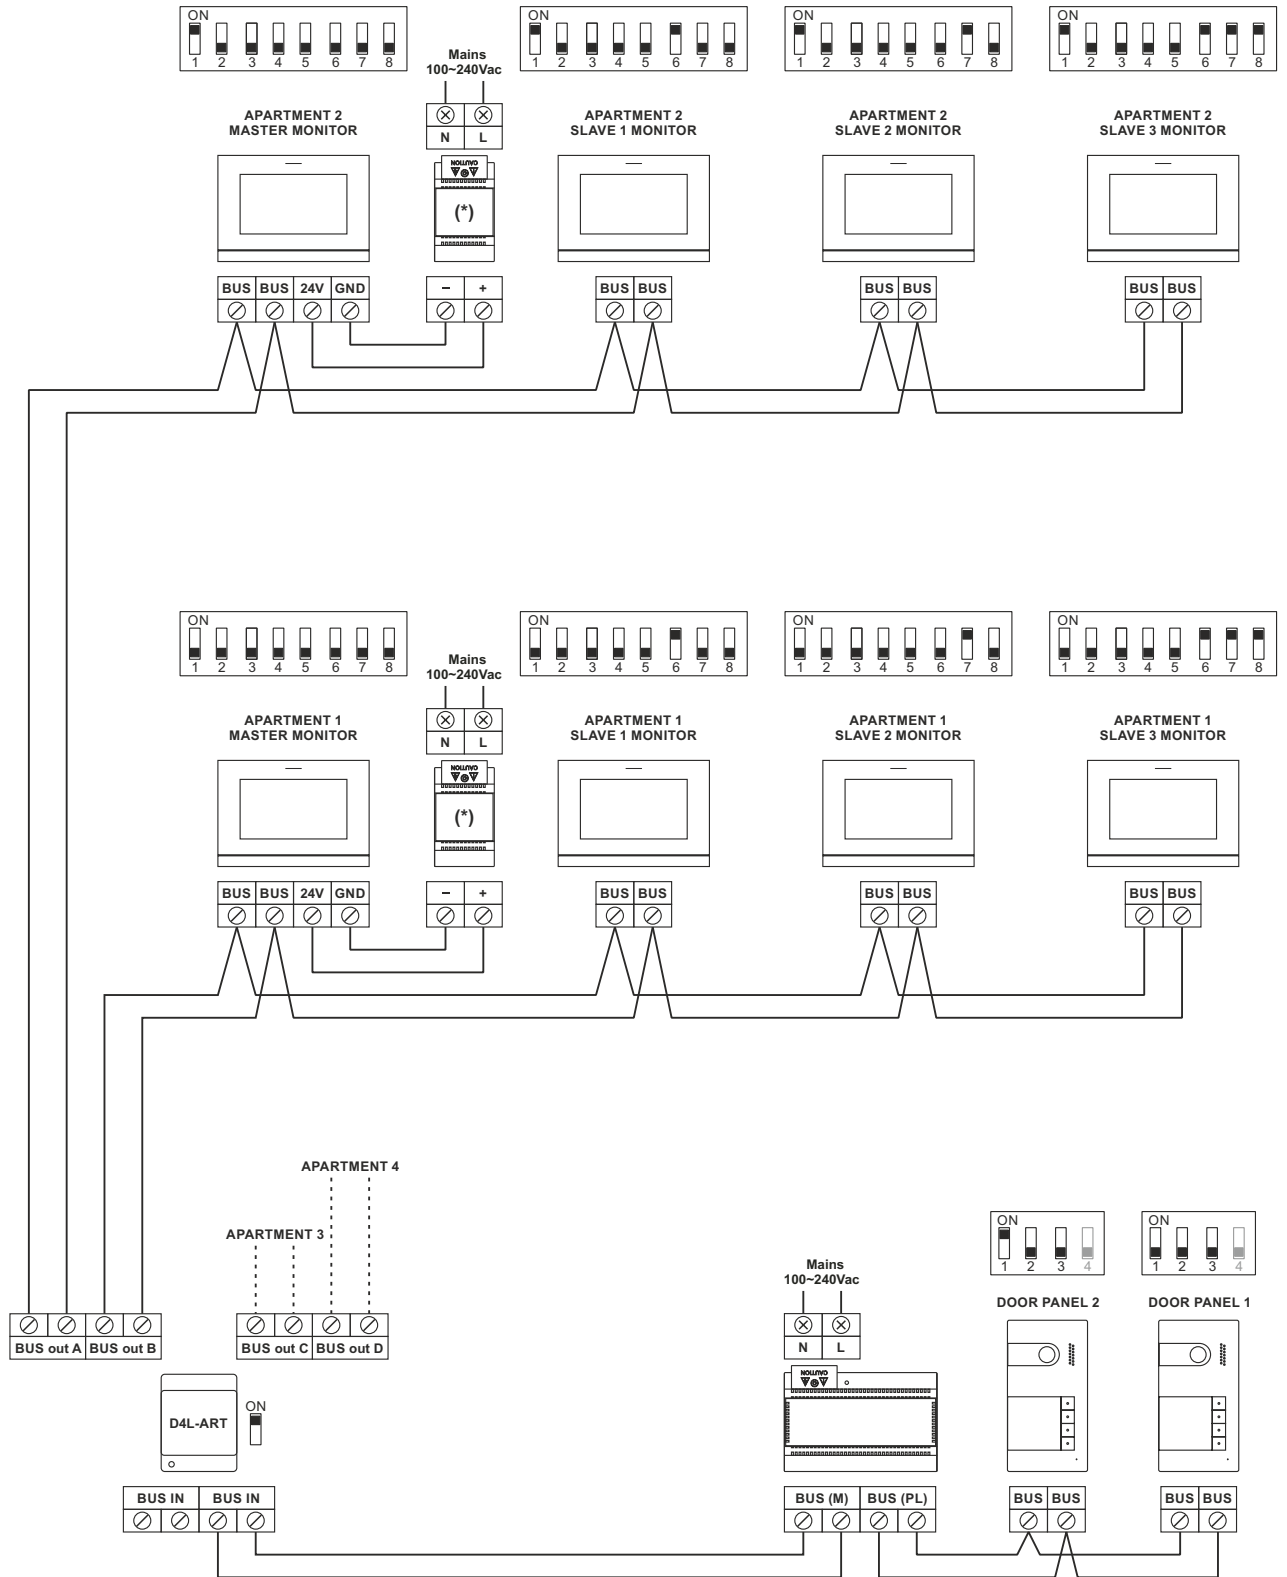 ON ON ON ON
1 2 3 4 5 6 7 8 1 2 3 4 5 6 7 8 1 2 3 4 5 6 7 8 1 2 3 4 5 6 7 8
Mains
100~240Vac
APARTMENT 2
MASTER MONITOR
N L
APARTMENT 2
SLAVE 1 MONITOR
APARTMENT 2
SLAVE 2 MONITOR
APARTMENT 2
SLAVE 3 MONITOR
CAUTION
(*)
BUS BUS 24V GND – + BUS BUS BUS BUS BUS BUS
ON ON ON ON
1 2 3 4 5 6 7 8 1 2 3 4 5 6 7 8 1 2 3 4 5 6 7 8 1 2 3 4 5 6 7 8
Mains
100~240Vac
APARTMENT 1
MASTER MONITOR
N L
APARTMENT 1
SLAVE 1 MONITOR
APARTMENT 1
SLAVE 2 MONITOR
APARTMENT 1
SLAVE 3 MONITOR
CAUTION
(*)
BUS BUS 24V GND – + BUS BUS BUS BUS BUS BUS
APARTMENT 4
APARTMENT 3
BUS out A BUS out B BUS out C BUS out D
D4L-ART
ON
BUS IN BUS IN
Mains
100~240Vac
N L
CAUTION
BUS (M) BUS (PL)
ON
1 2 3 4
DOOR PANEL 2
BUS BUS
ON
1 2 3 4
DOOR PANEL 1
BUS BUS